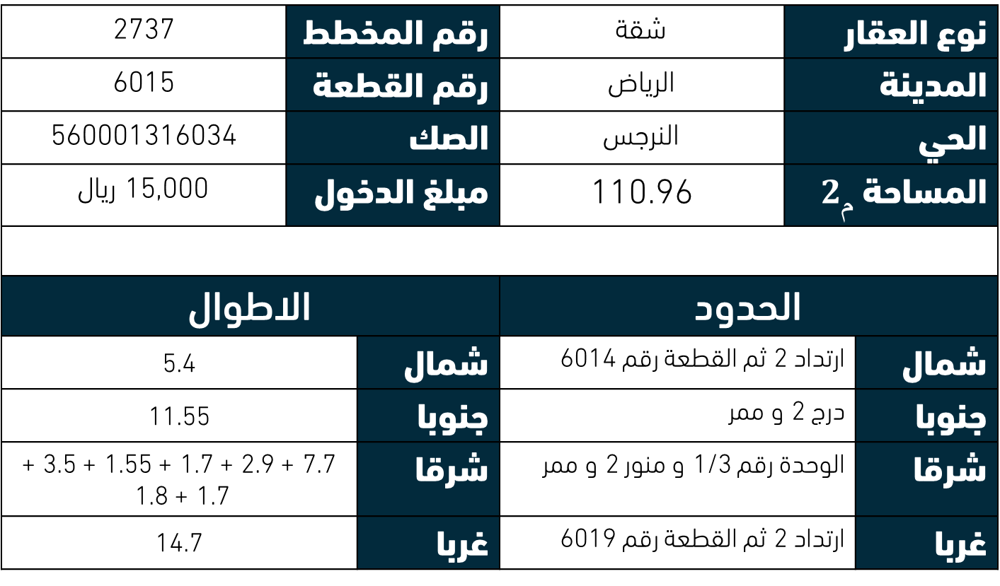 نوع العقار شقة رقم المخطط 2737
المدينة الرياض رقم القطعة 6015
الحي النرجس الصك 560001316034
المساحة م2 110.96 مبلغ الدخول 15,000 ريال
الحدود الاطوال
شمال ارتداد 2 ثم القطعة رقم 6014 شمال 5.4
جنوبا درج 2 و ممر جنوبا 11.55
شرقا الوحدة رقم 1/3 و منور 2 و ممر شرقا 7.7 + 2.9 + 1.7 + 1.55 + 3.5 +
1.7 + 1.8
غربا ارتداد 2 ثم القطعة رقم 6019 غربا 14.7